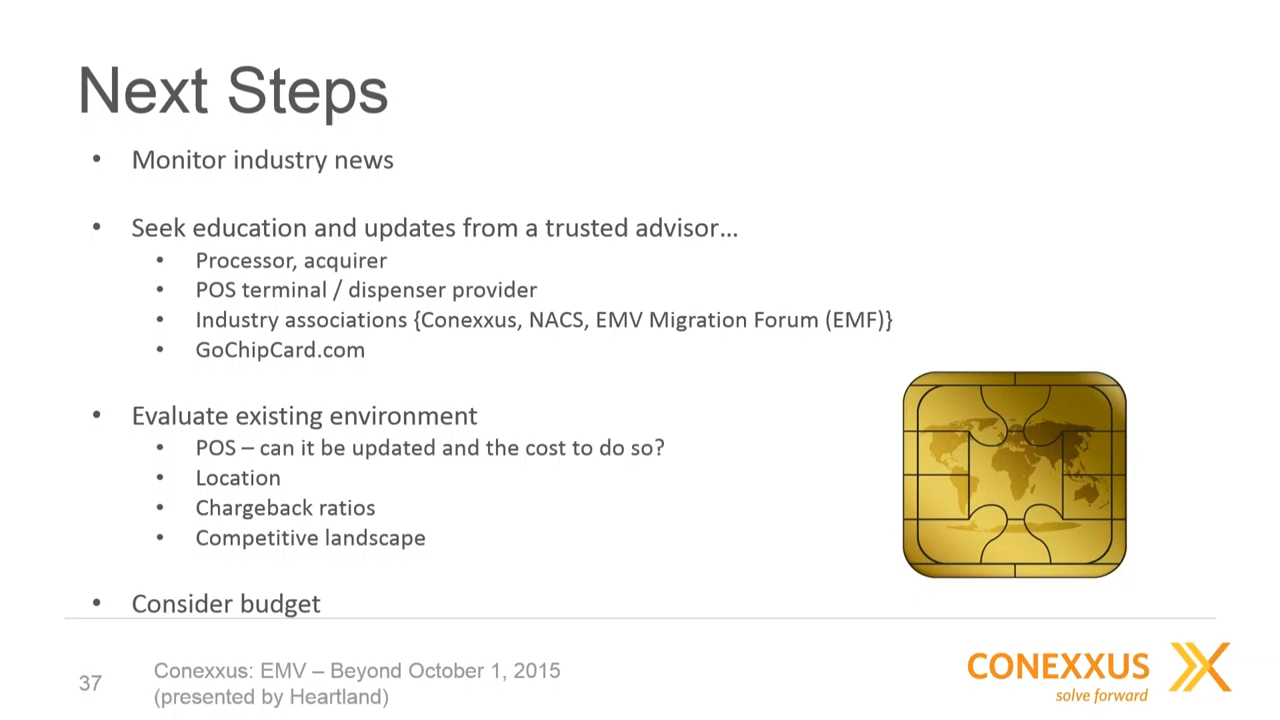 Next Steps
• Monitor industry news
• Seek education and updates from a trusted advisor…
• Processor, acquirer
• POS terminal / dispenser provider
• Industry associations {Conexxus, NACS, EMV Migration Forum (EMF)}
• GoChipCard.com
• Evaluate existing environment
• POS – can it be updated and the cost to do so?
• Location
• Chargeback ratios
• Competitive landscape
• Consider budget
37
Conexxus: EMV – Beyond October 1, 2015
(presented by Heartland)
CONEXXUS
solve forward